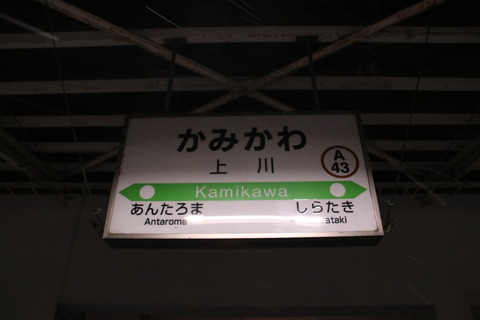 かみかわ
上川
A
43
Kamikawa
あんたろま しらたき
Antaroma